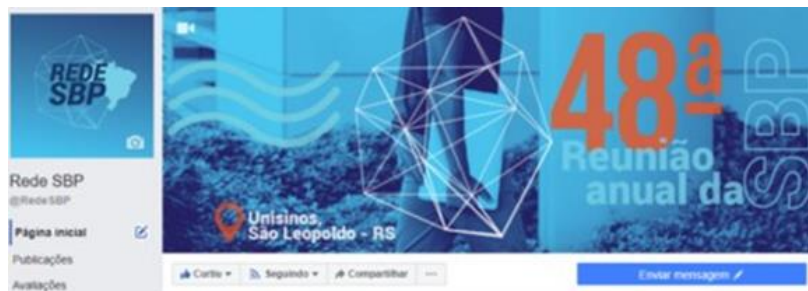 REDE
SBP
Rede SBP
@RedeSBP
Página inicial
Publicações
Avaliações
48ª
Reunião
anual da
SBP
Unisinos,
São Leopoldo - RS
Curtiu
Seguindo
Compartilhar
Enviar mensagem